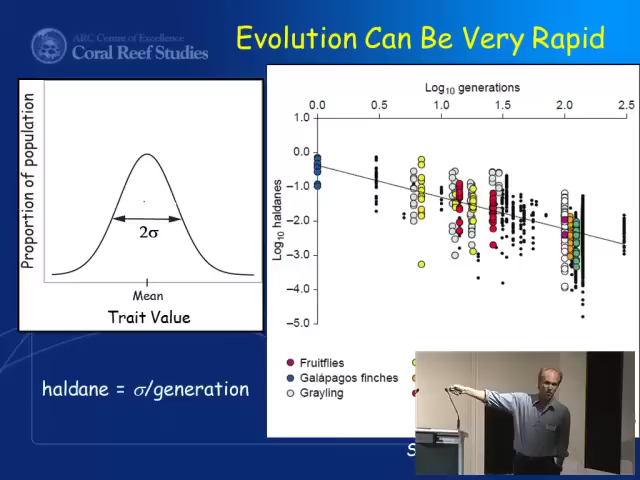 ARC Centre of Excellence
Coral Reef Studies
Evolution Can Be Very Rapid
Proportion of population
2σ
Mean
Trait Value
haldane = σ/generation
Log10 generations
0.0 0.5 1.0 1.5 2.0 2.5
1.0
0.0
−1.0
−2.0
−3.0
−4.0
−5.0
Log10 haldanes
Fruitflies
Galápagos finches
Grayling
S